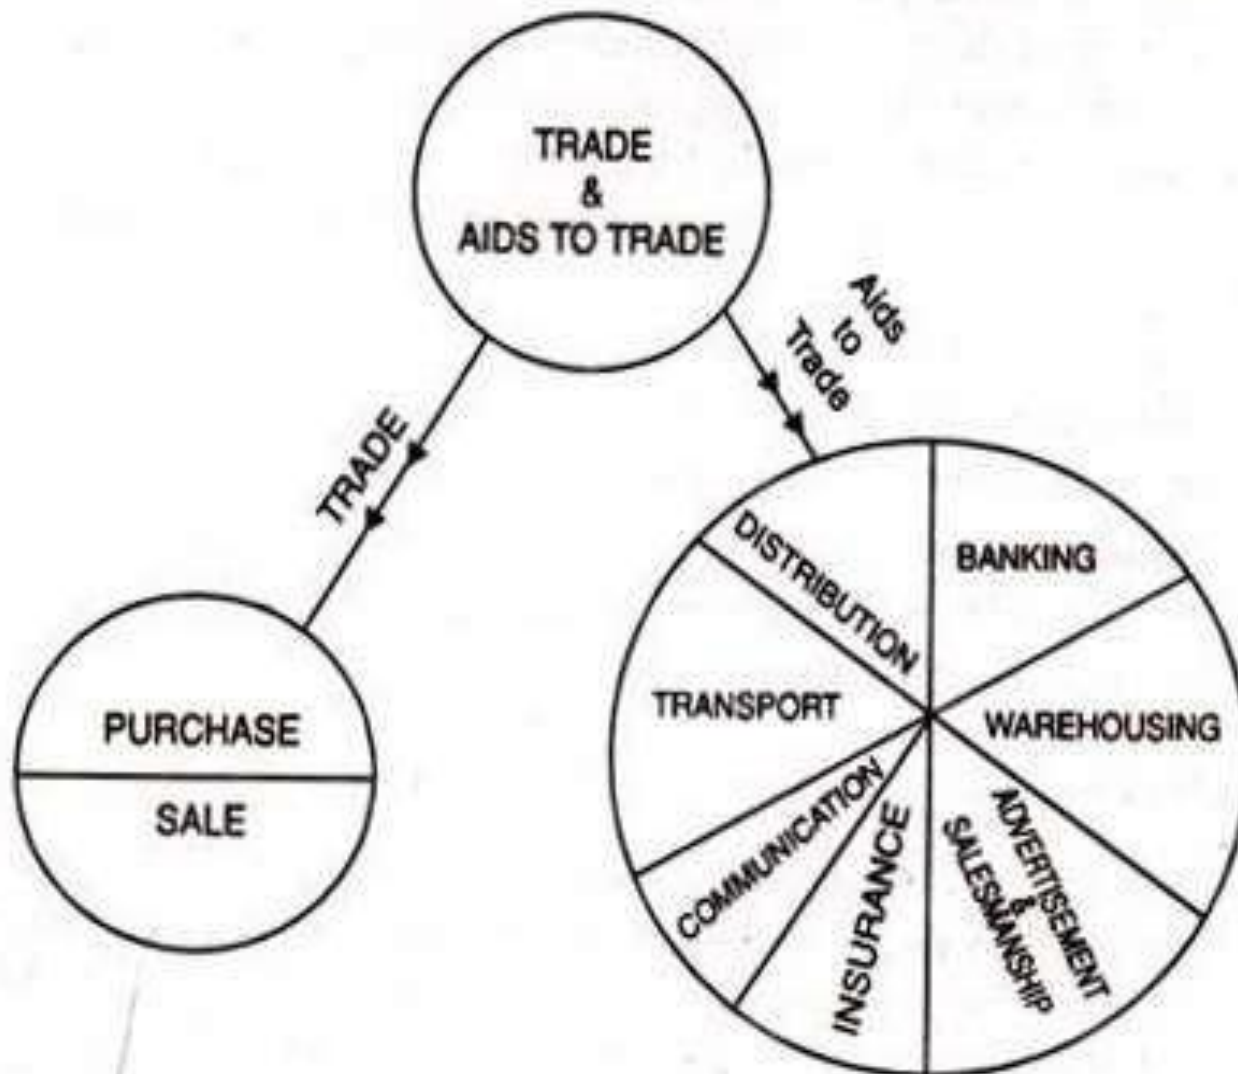 TRADE
&
AIDS TO TRADE
TRADE
Aids
to
Trade
PURCHASE
SALE
DISTRIBUTION
BANKING
TRANSPORT
WAREHOUSING
COMMUNICATION
INSURANCE
ADVERTISEMENT
&
SALESMANSHIP